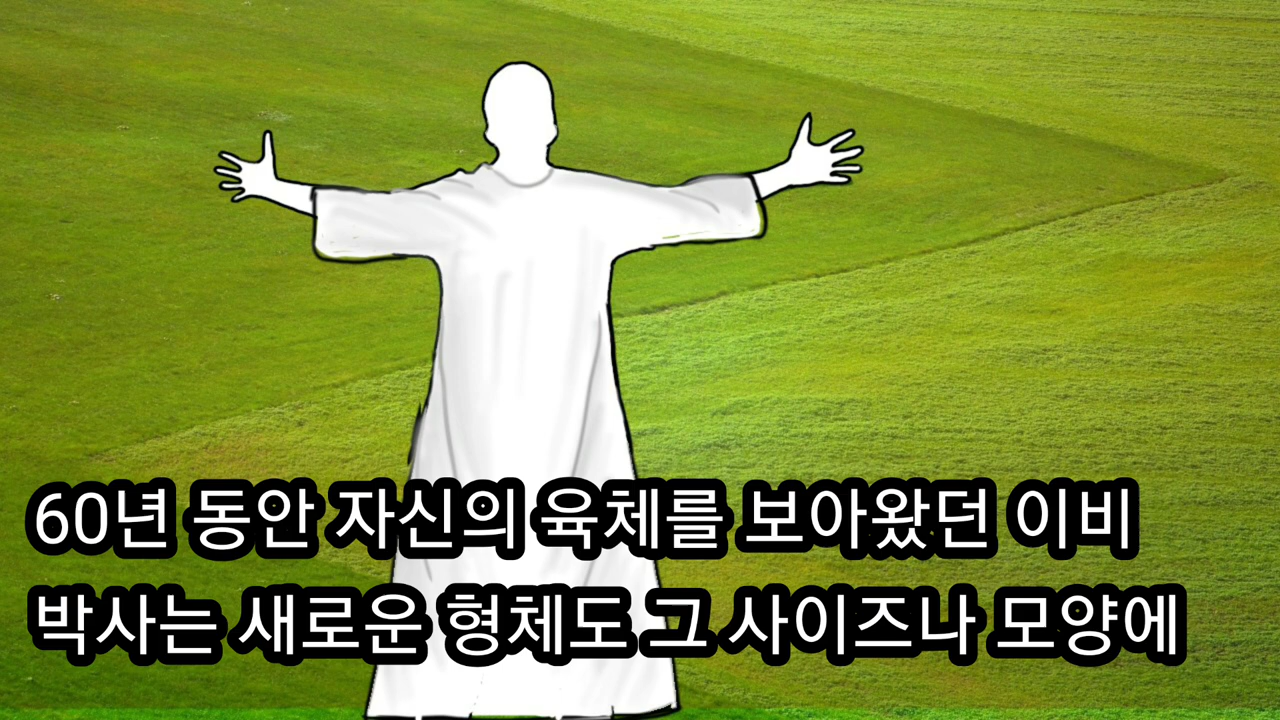 60년 동안 자신의 육체를 보아왔던 이비
박사는 새로운 형체도 그 사이즈나 모양에